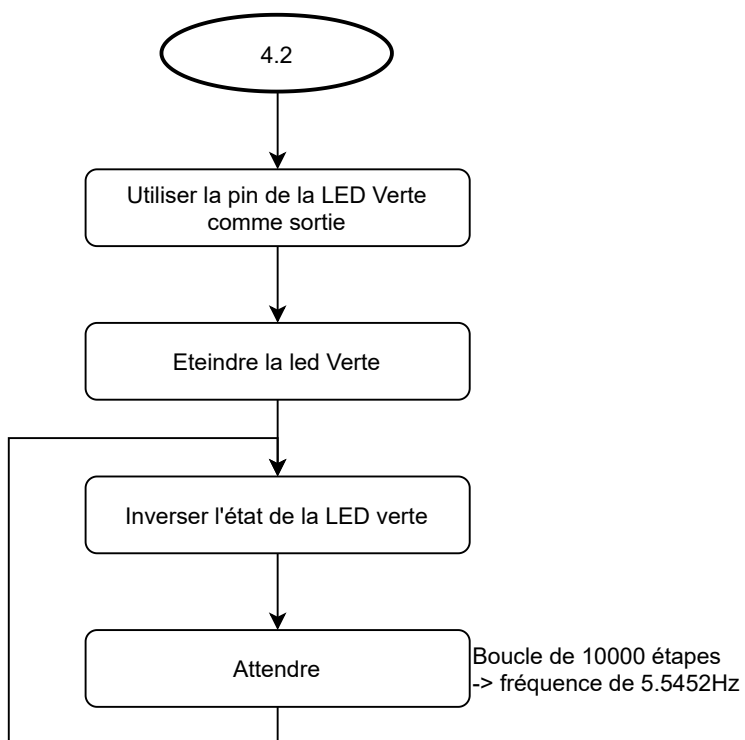 4.2
Utiliser la pin de la LED Verte
comme sortie
Eteindre la led Verte
Inverser l'état de la LED verte
Attendre
Boucle de 10000 étapes
-> fréquence de 5.5452Hz